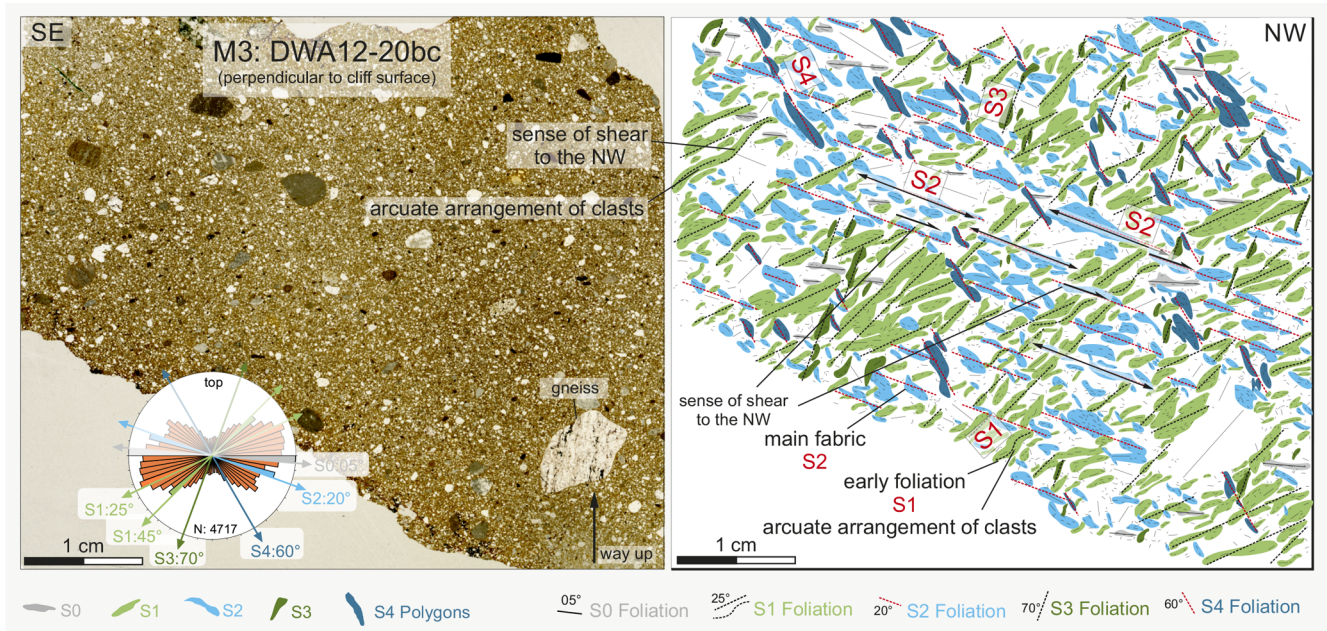 SE
M3: DWA12-20bc
(perpendicular to cliff surface)
sense of shear
to the NW
arcuate arrangement of clasts
gneiss
way up
top
S0:05°
S2:20°
S1:25°
S1:45°
S3:70°
S4:60°
N: 4717
1 cm
NW
S4
S3
S2
S2
S1
sense of shear
to the NW
main fabric
S2
early foliation
S1
arcuate arrangement of clasts
1 cm
S0
S1
S2
S3
S4 Polygons
05°
S0 Foliation
25°
S1 Foliation
20°
S2 Foliation
70°
S3 Foliation
60°
S4 Foliation